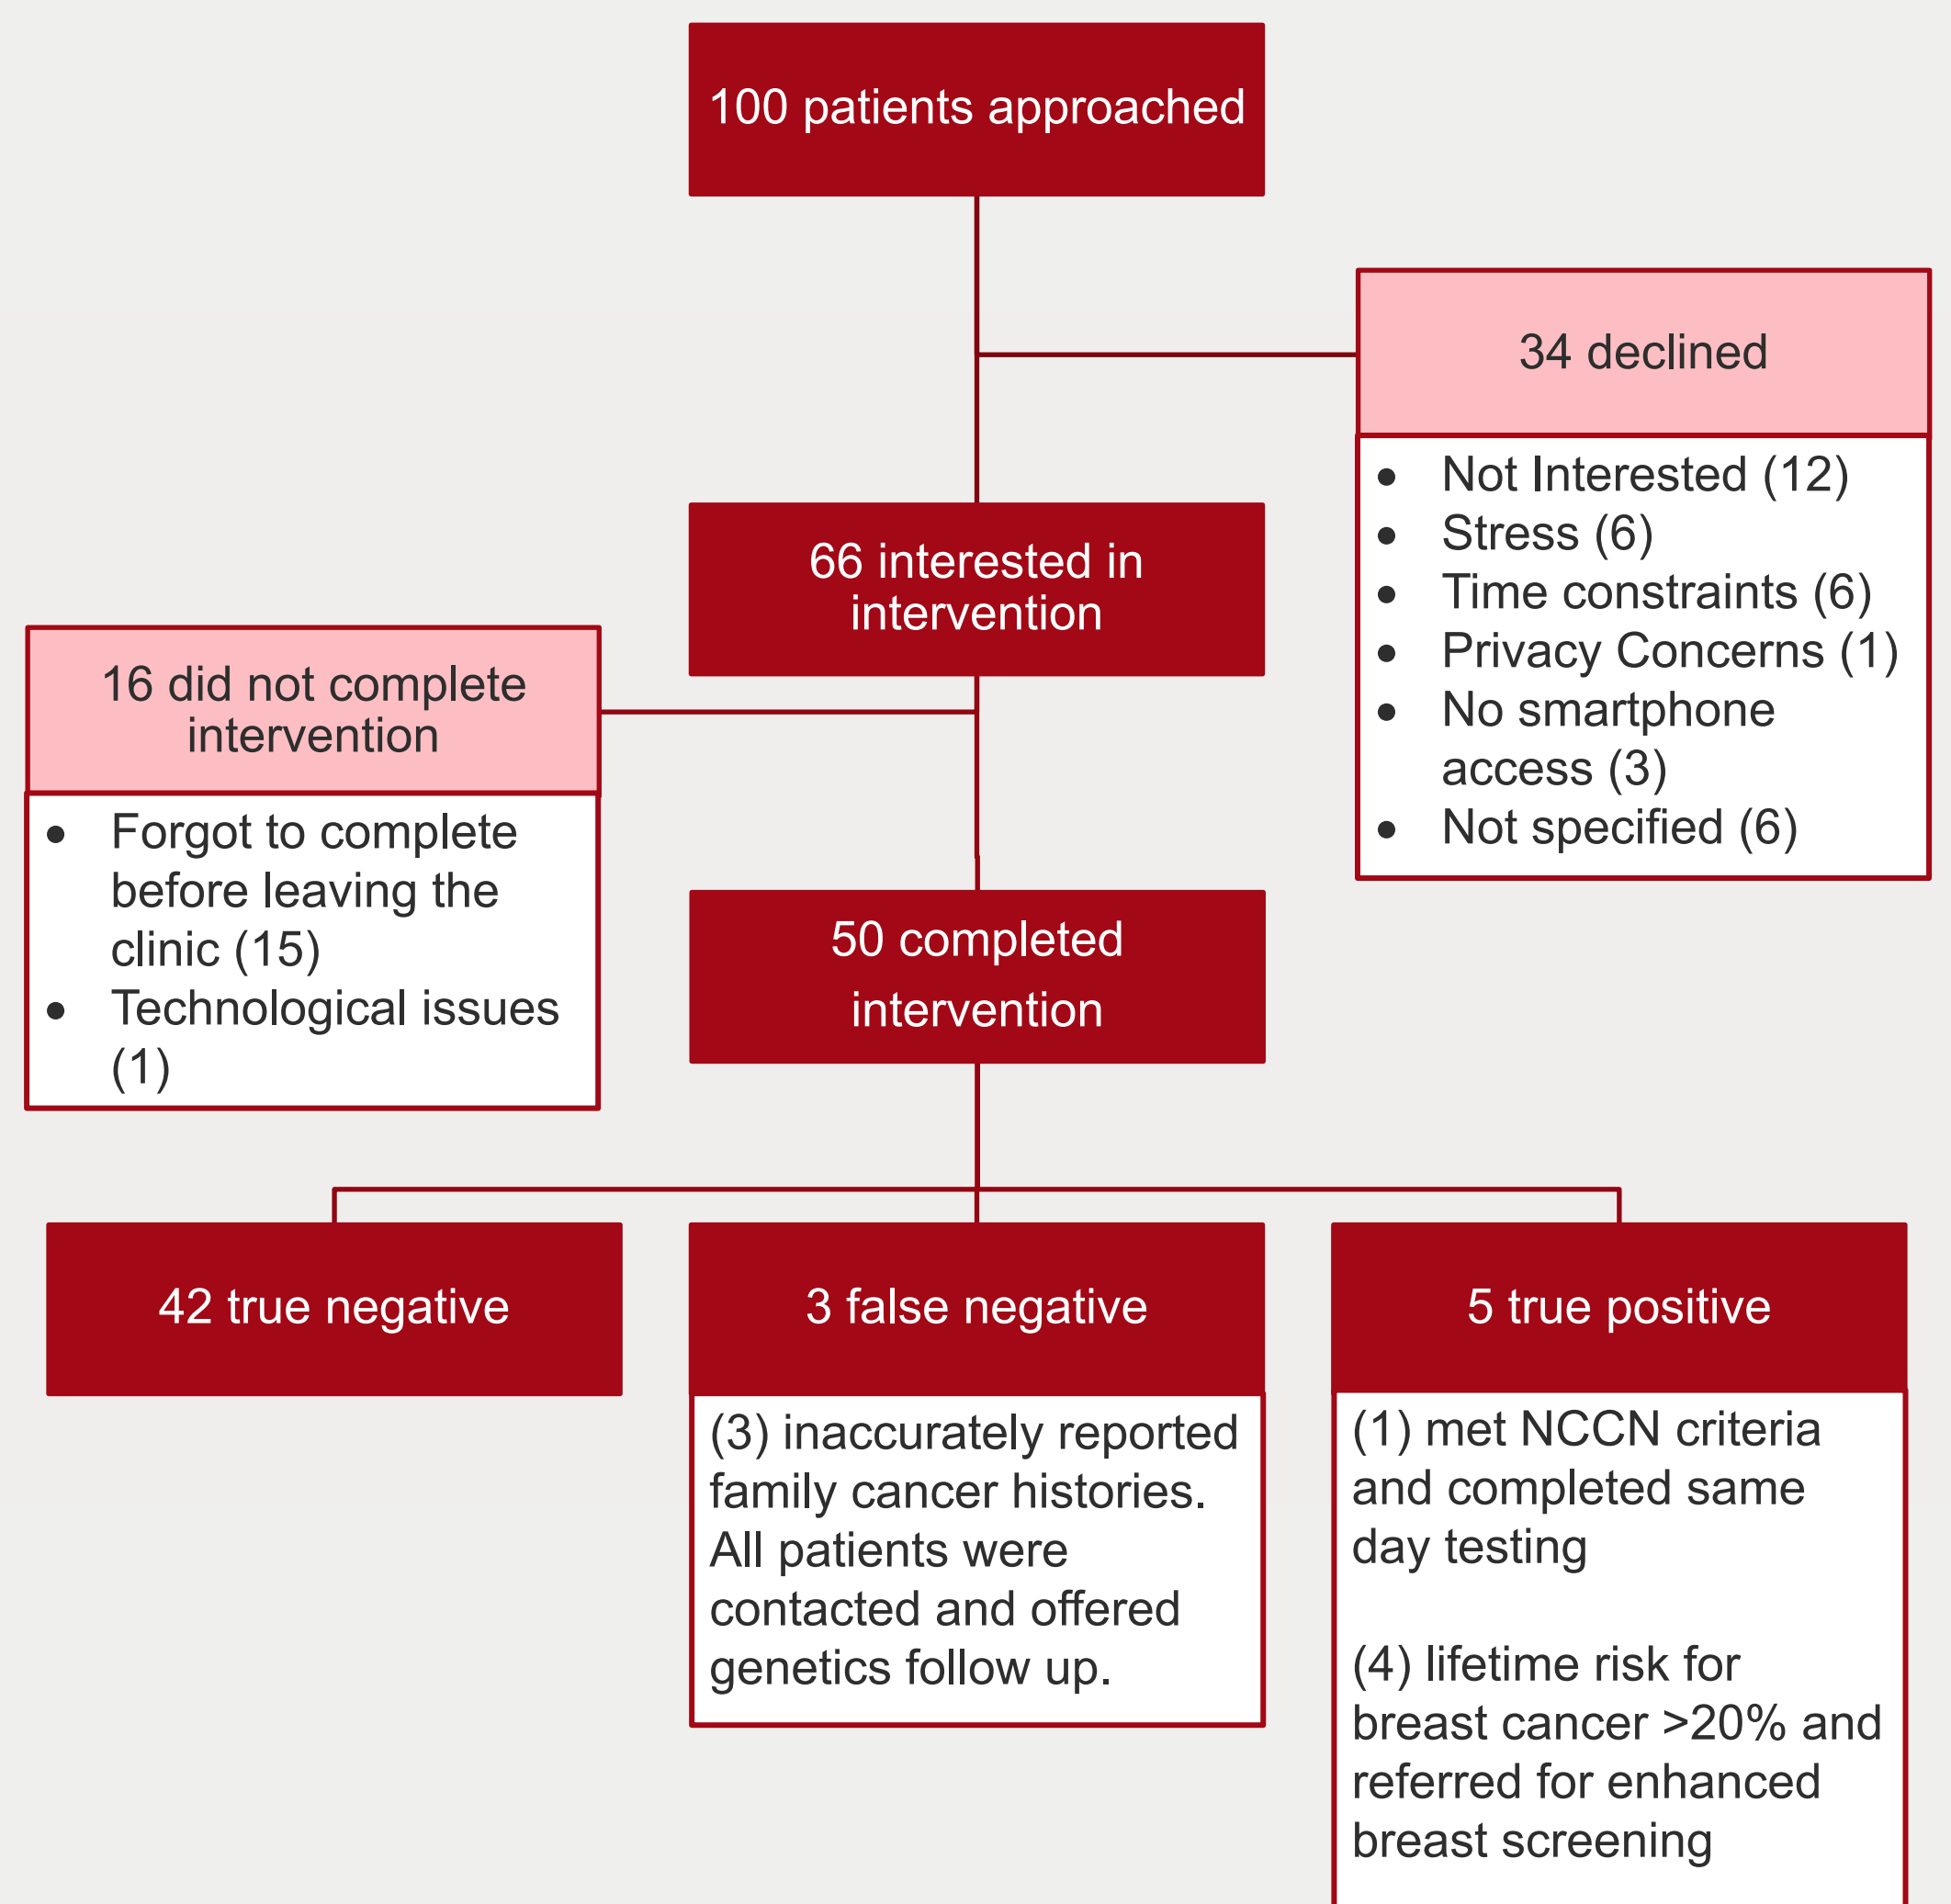 100 patients approached
34 declined
• Not Interested (12)
• Stress (6)
• Time constraints (6)
• Privacy Concerns (1)
• No smartphone
access (3)
• Not specified (6)
66 interested in
intervention
16 did not complete
intervention
• Forgot to complete
before leaving the
clinic (15)
• Technological issues
(1)
50 completed
intervention
42 true negative
3 false negative
(3) inaccurately reported
family cancer histories.
All patients were
contacted and offered
genetics follow up.
5 true positive
(1) met NCCN criteria
and completed same
day testing
(4) lifetime risk for
breast cancer >20% and
referred for enhanced
breast screening